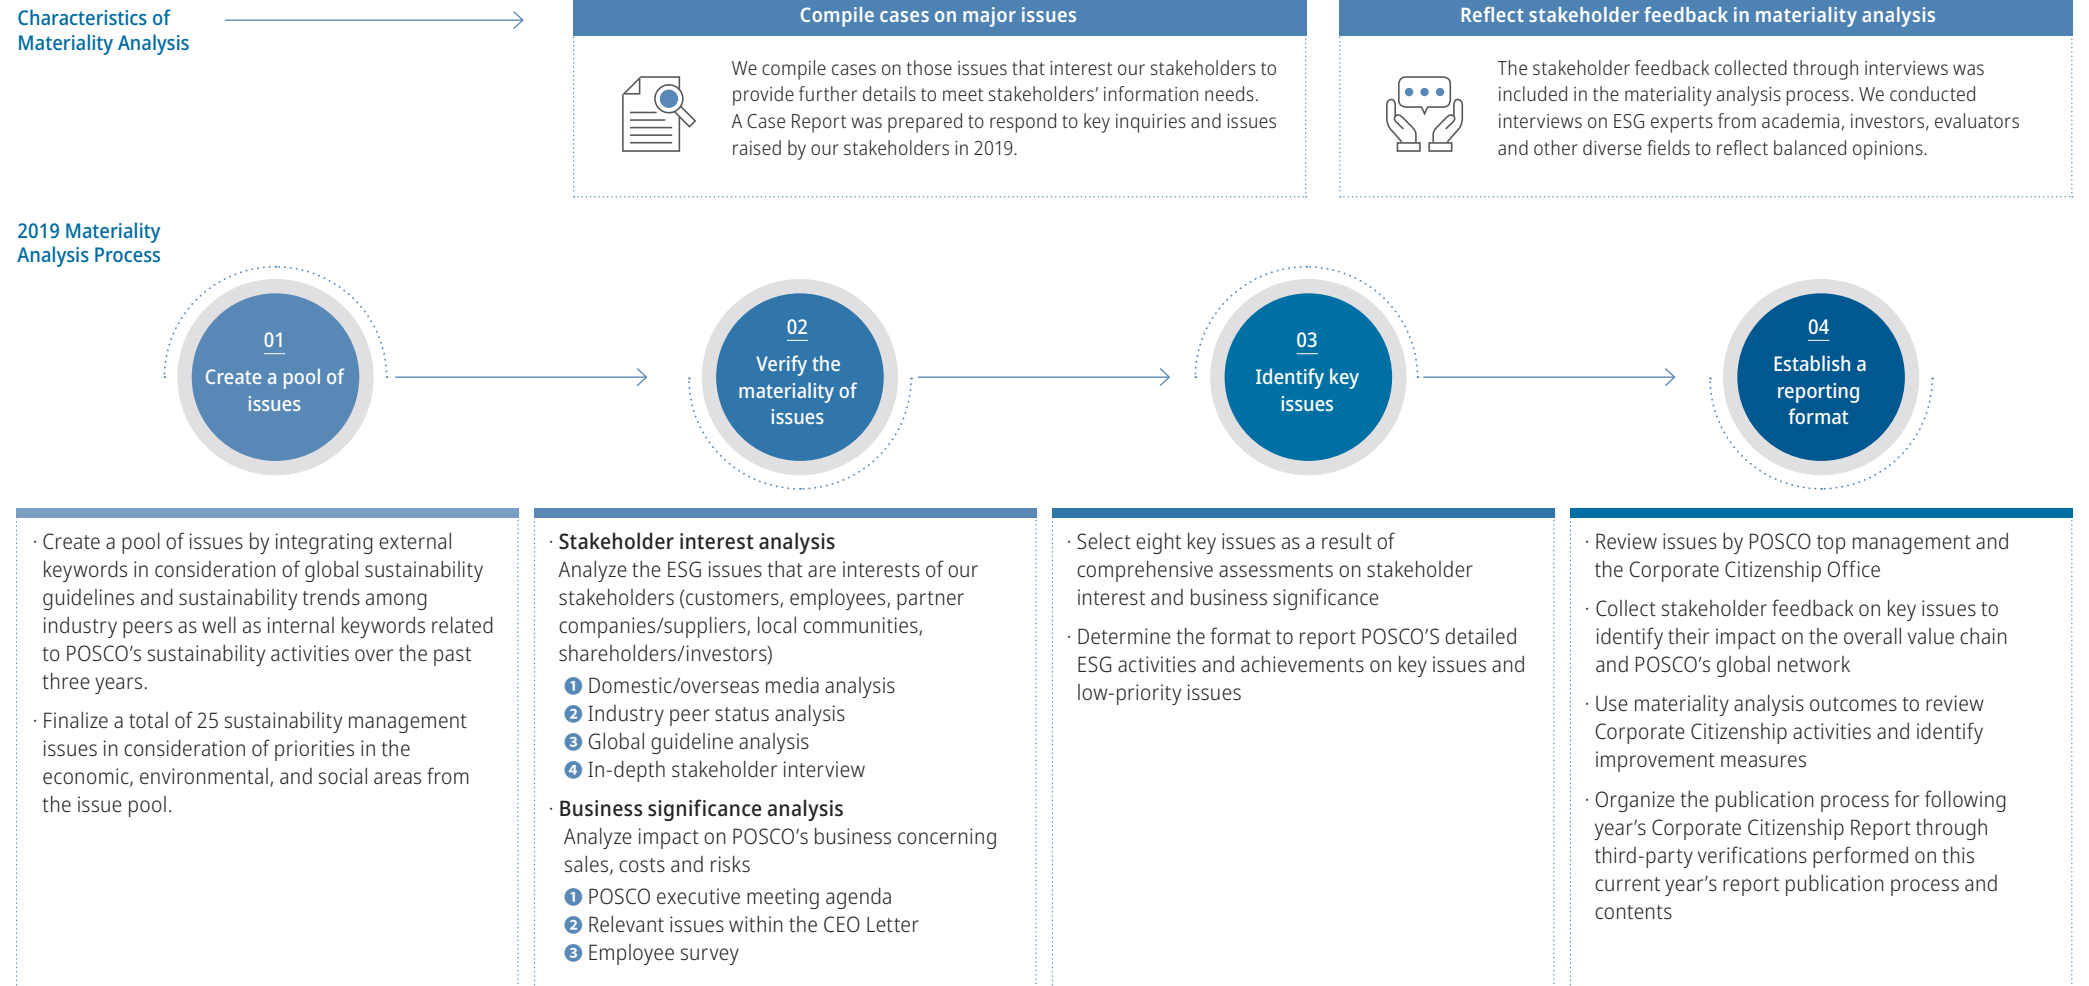 Characteristics of
Materiality Analysis
Compile cases on major issues
We compile cases on those issues that interest our stakeholders to
provide further details to meet stakeholders’ information needs.
A Case Report was prepared to respond to key inquiries and issues
raised by our stakeholders in 2019.
Reflect stakeholder feedback in materiality analysis
The stakeholder feedback collected through interviews was
included in the materiality analysis process. We conducted
interviews on ESG experts from academia, investors, evaluators
and other diverse fields to reflect balanced opinions.
2019 Materiality
Analysis Process
01
Create a pool of
issues
02
Verify the
materiality of
issues
03
Identify key
issues
04
Establish a
reporting
format
· Create a pool of issues by integrating external
keywords in consideration of global sustainability
guidelines and sustainability trends among
industry peers as well as internal keywords related
to POSCO’s sustainability activities over the past
three years.
· Finalize a total of 25 sustainability management
issues in consideration of priorities in the
economic, environmental, and social areas from
the issue pool.
· Stakeholder interest analysis
Analyze the ESG issues that are interests of our
stakeholders (customers, employees, partner
companies/suppliers, local communities,
shareholders/investors)
❶ Domestic/overseas media analysis
❷ Industry peer status analysis
❸ Global guideline analysis
❹ In-depth stakeholder interview
· Business significance analysis
Analyze impact on POSCO’s business concerning
sales, costs and risks
❶ POSCO executive meeting agenda
❷ Relevant issues within the CEO Letter
❸ Employee survey
· Select eight key issues as a result of
comprehensive assessments on stakeholder
interest and business significance
· Determine the format to report POSCO’S detailed
ESG activities and achievements on key issues and
low-priority issues
· Review issues by POSCO top management and
the Corporate Citizenship Office
· Collect stakeholder feedback on key issues to
identify their impact on the overall value chain
and POSCO’s global network
· Use materiality analysis outcomes to review
Corporate Citizenship activities and identify
improvement measures
· Organize the publication process for following
year’s Corporate Citizenship Report through
third-party verifications performed on this
current year’s report publication process and
contents